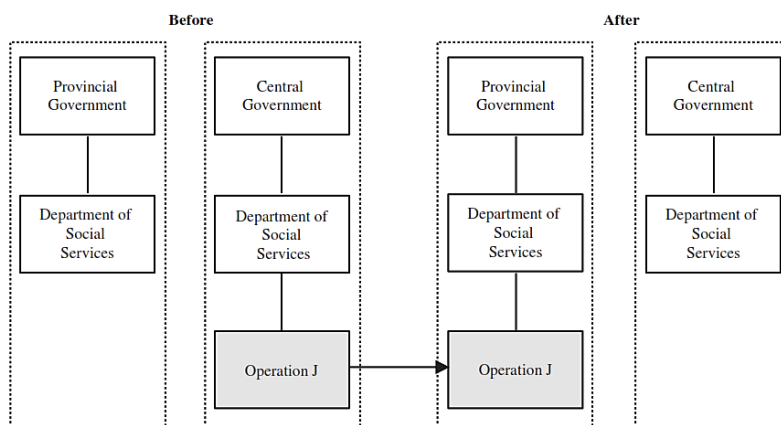 Before
After
Provincial
Government
Central
Government
Provincial
Government
Central
Government
Department of
Social
Services
Department of
Social
Services
Department of
Social
Services
Department of
Social
Services
Operation J
Operation J